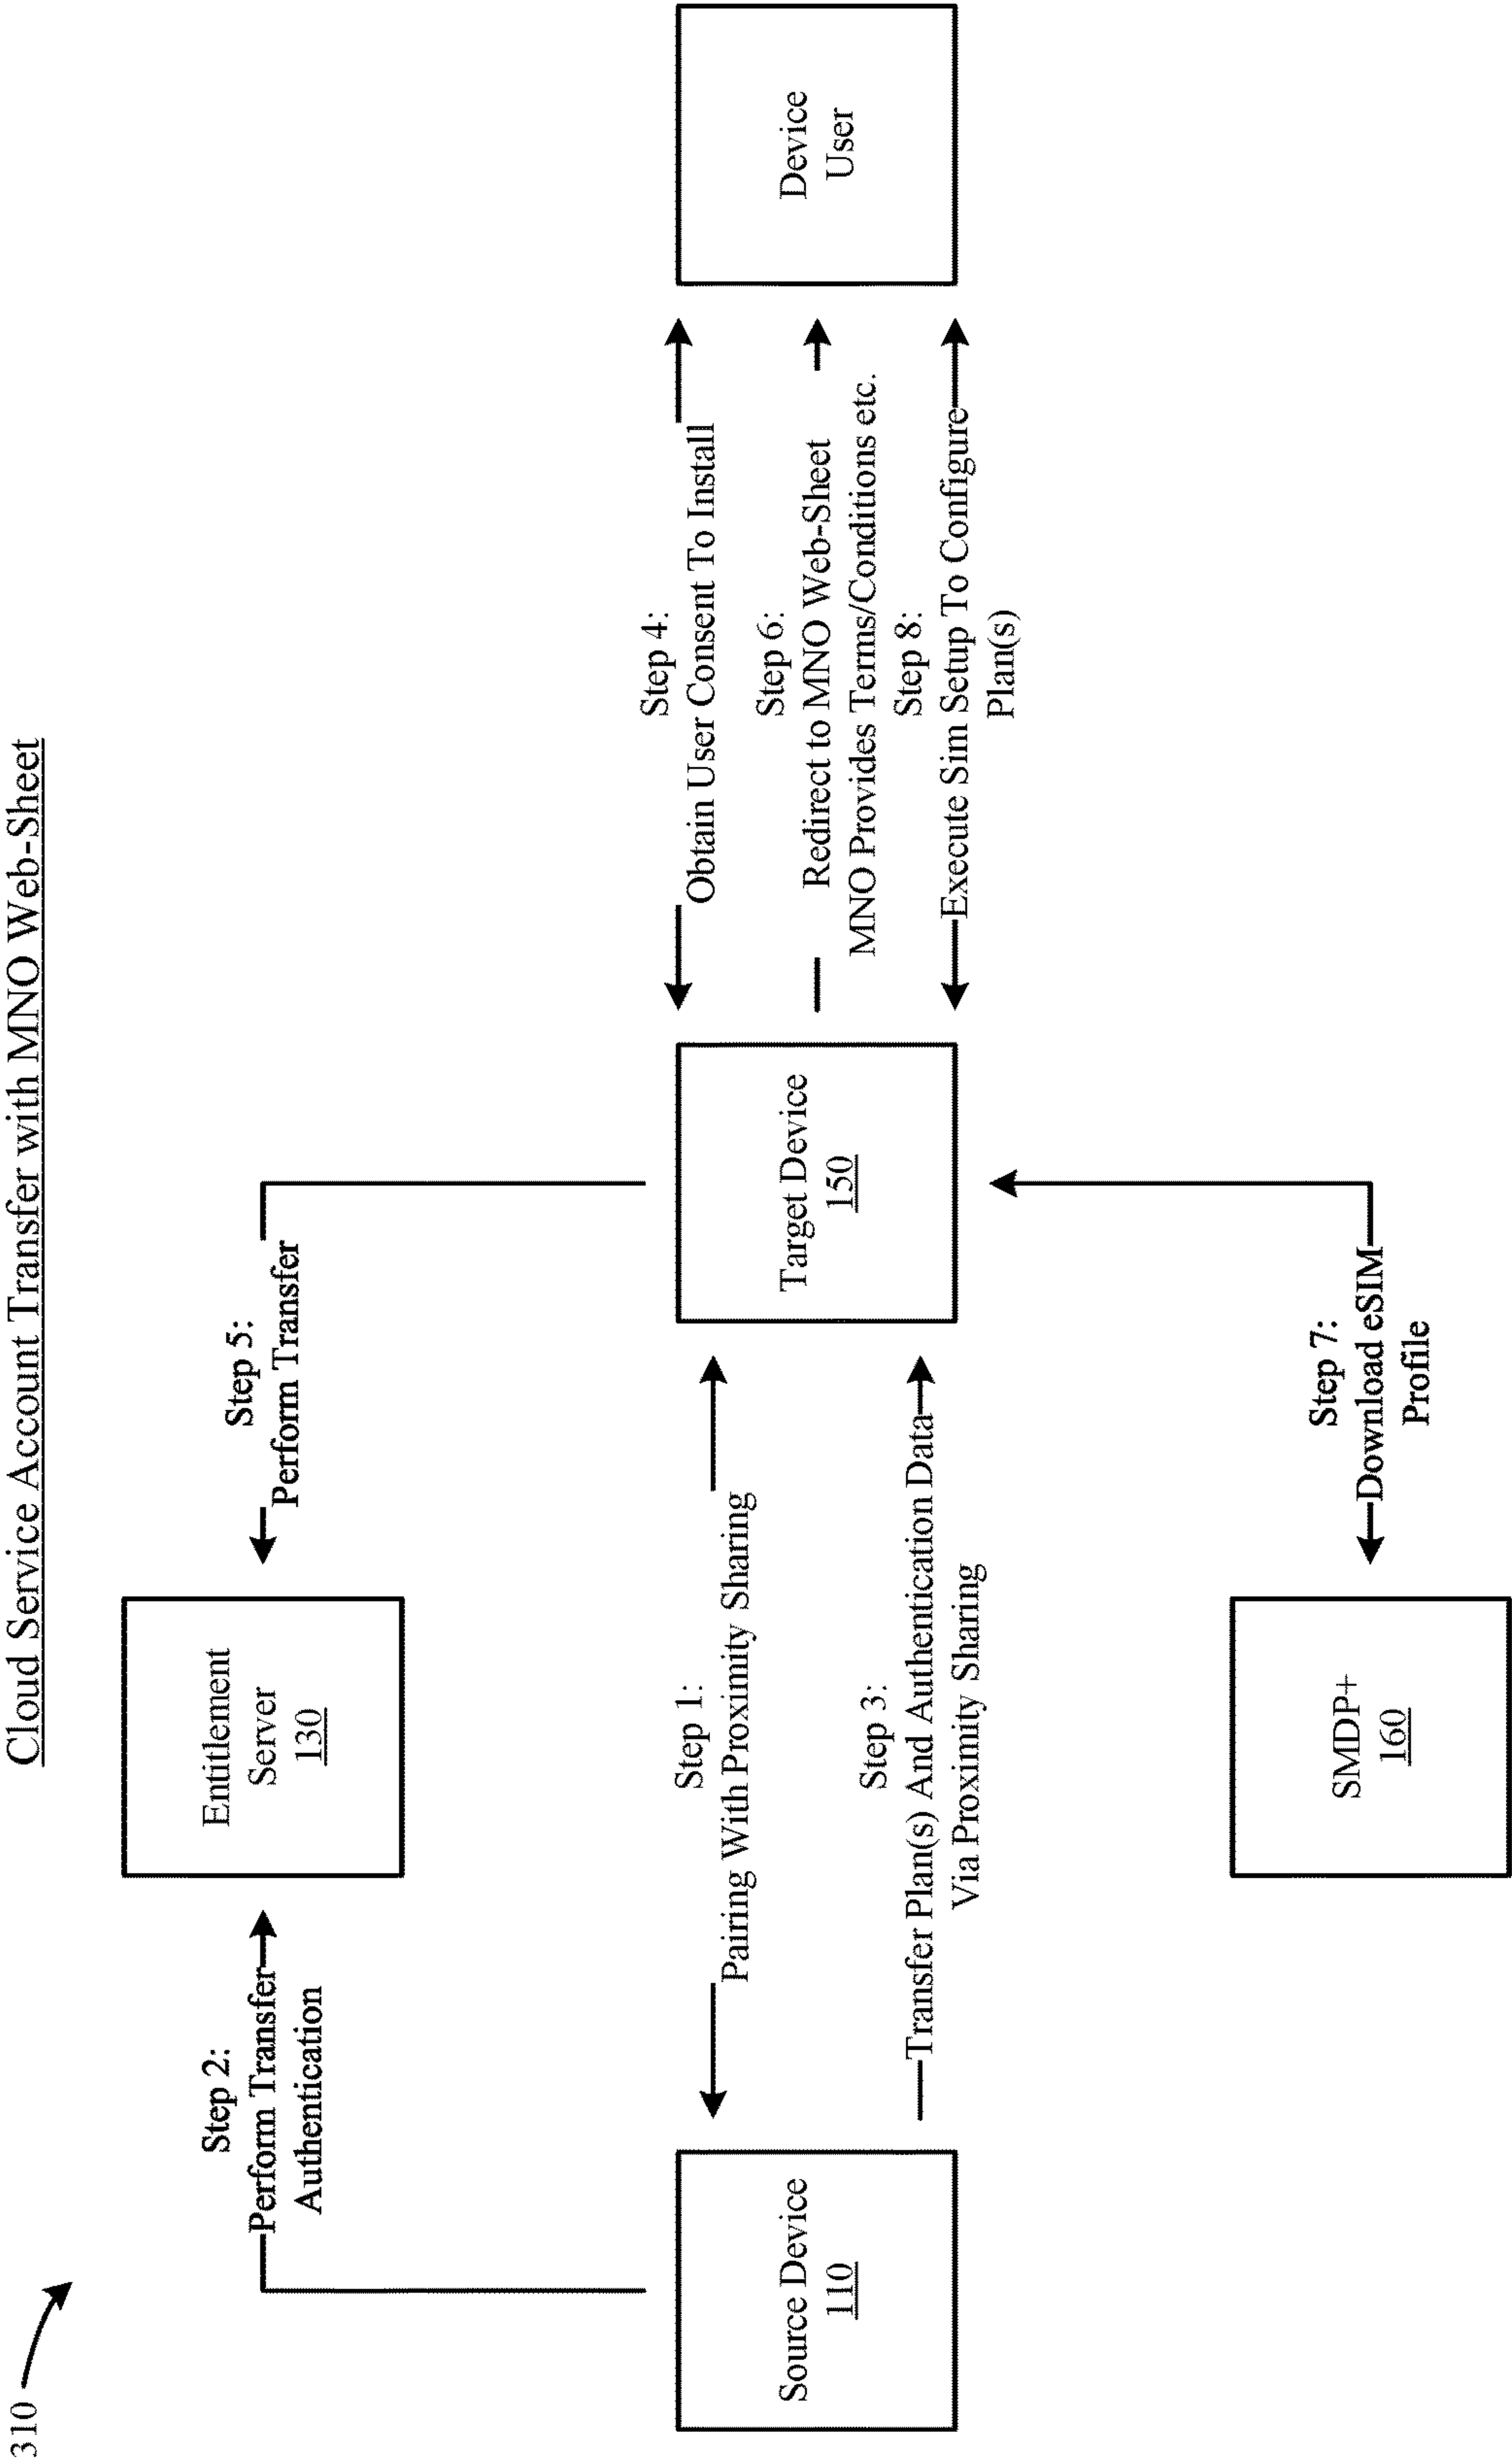 310
Cloud Service Account Transfer with MNO Web-Sheet
Step 2:
Perform Transfer
Authentication
Entitlement
Server
130
Step 5:
Perform Transfer
Source Device
110
Step 1:
Pairing With Proximity Sharing
Step 3:
Transfer Plan(s) And Authentication Data
Via Proximity Sharing
Target Device
150
Step 4:
Obtain User Consent To Install
Step 6:
Redirect to MNO Web-Sheet
MNO Provides Terms/Conditions etc.
Step 8:
Execute Sim Setup To Configure
Plan(s)
Device
User
SMDP+
160
Step 7:
Download eSIM
Profile